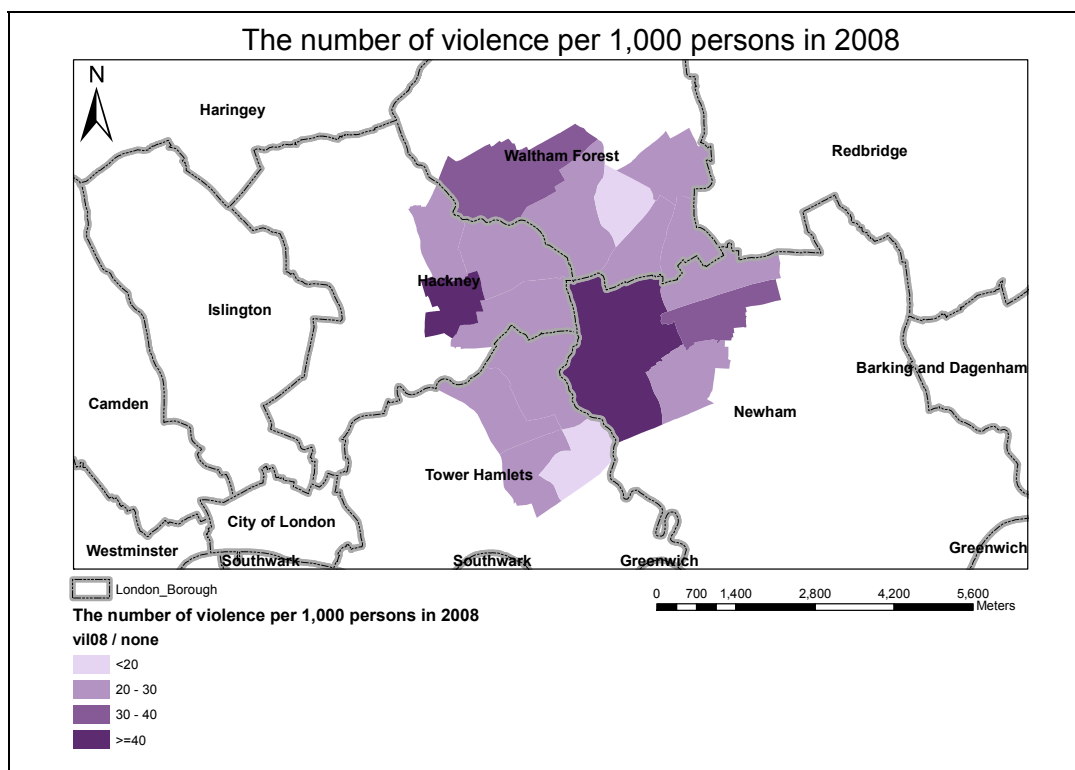 The number of violence per 1,000 persons in 2008
N
Haringey
Waltham Forest
Redbridge
Hackney
Islington
Barking and Dagenham
Camden
Newham
Tower Hamlets
City of London
Westminster
Southwark
Southwark
Greenwich
Greenwich
London_Borough
0 700 1,400 2,800 4,200 5,600
Meters
The number of violence per 1,000 persons in 2008
vil08 / none
<20
20 - 30
30 - 40
>=40